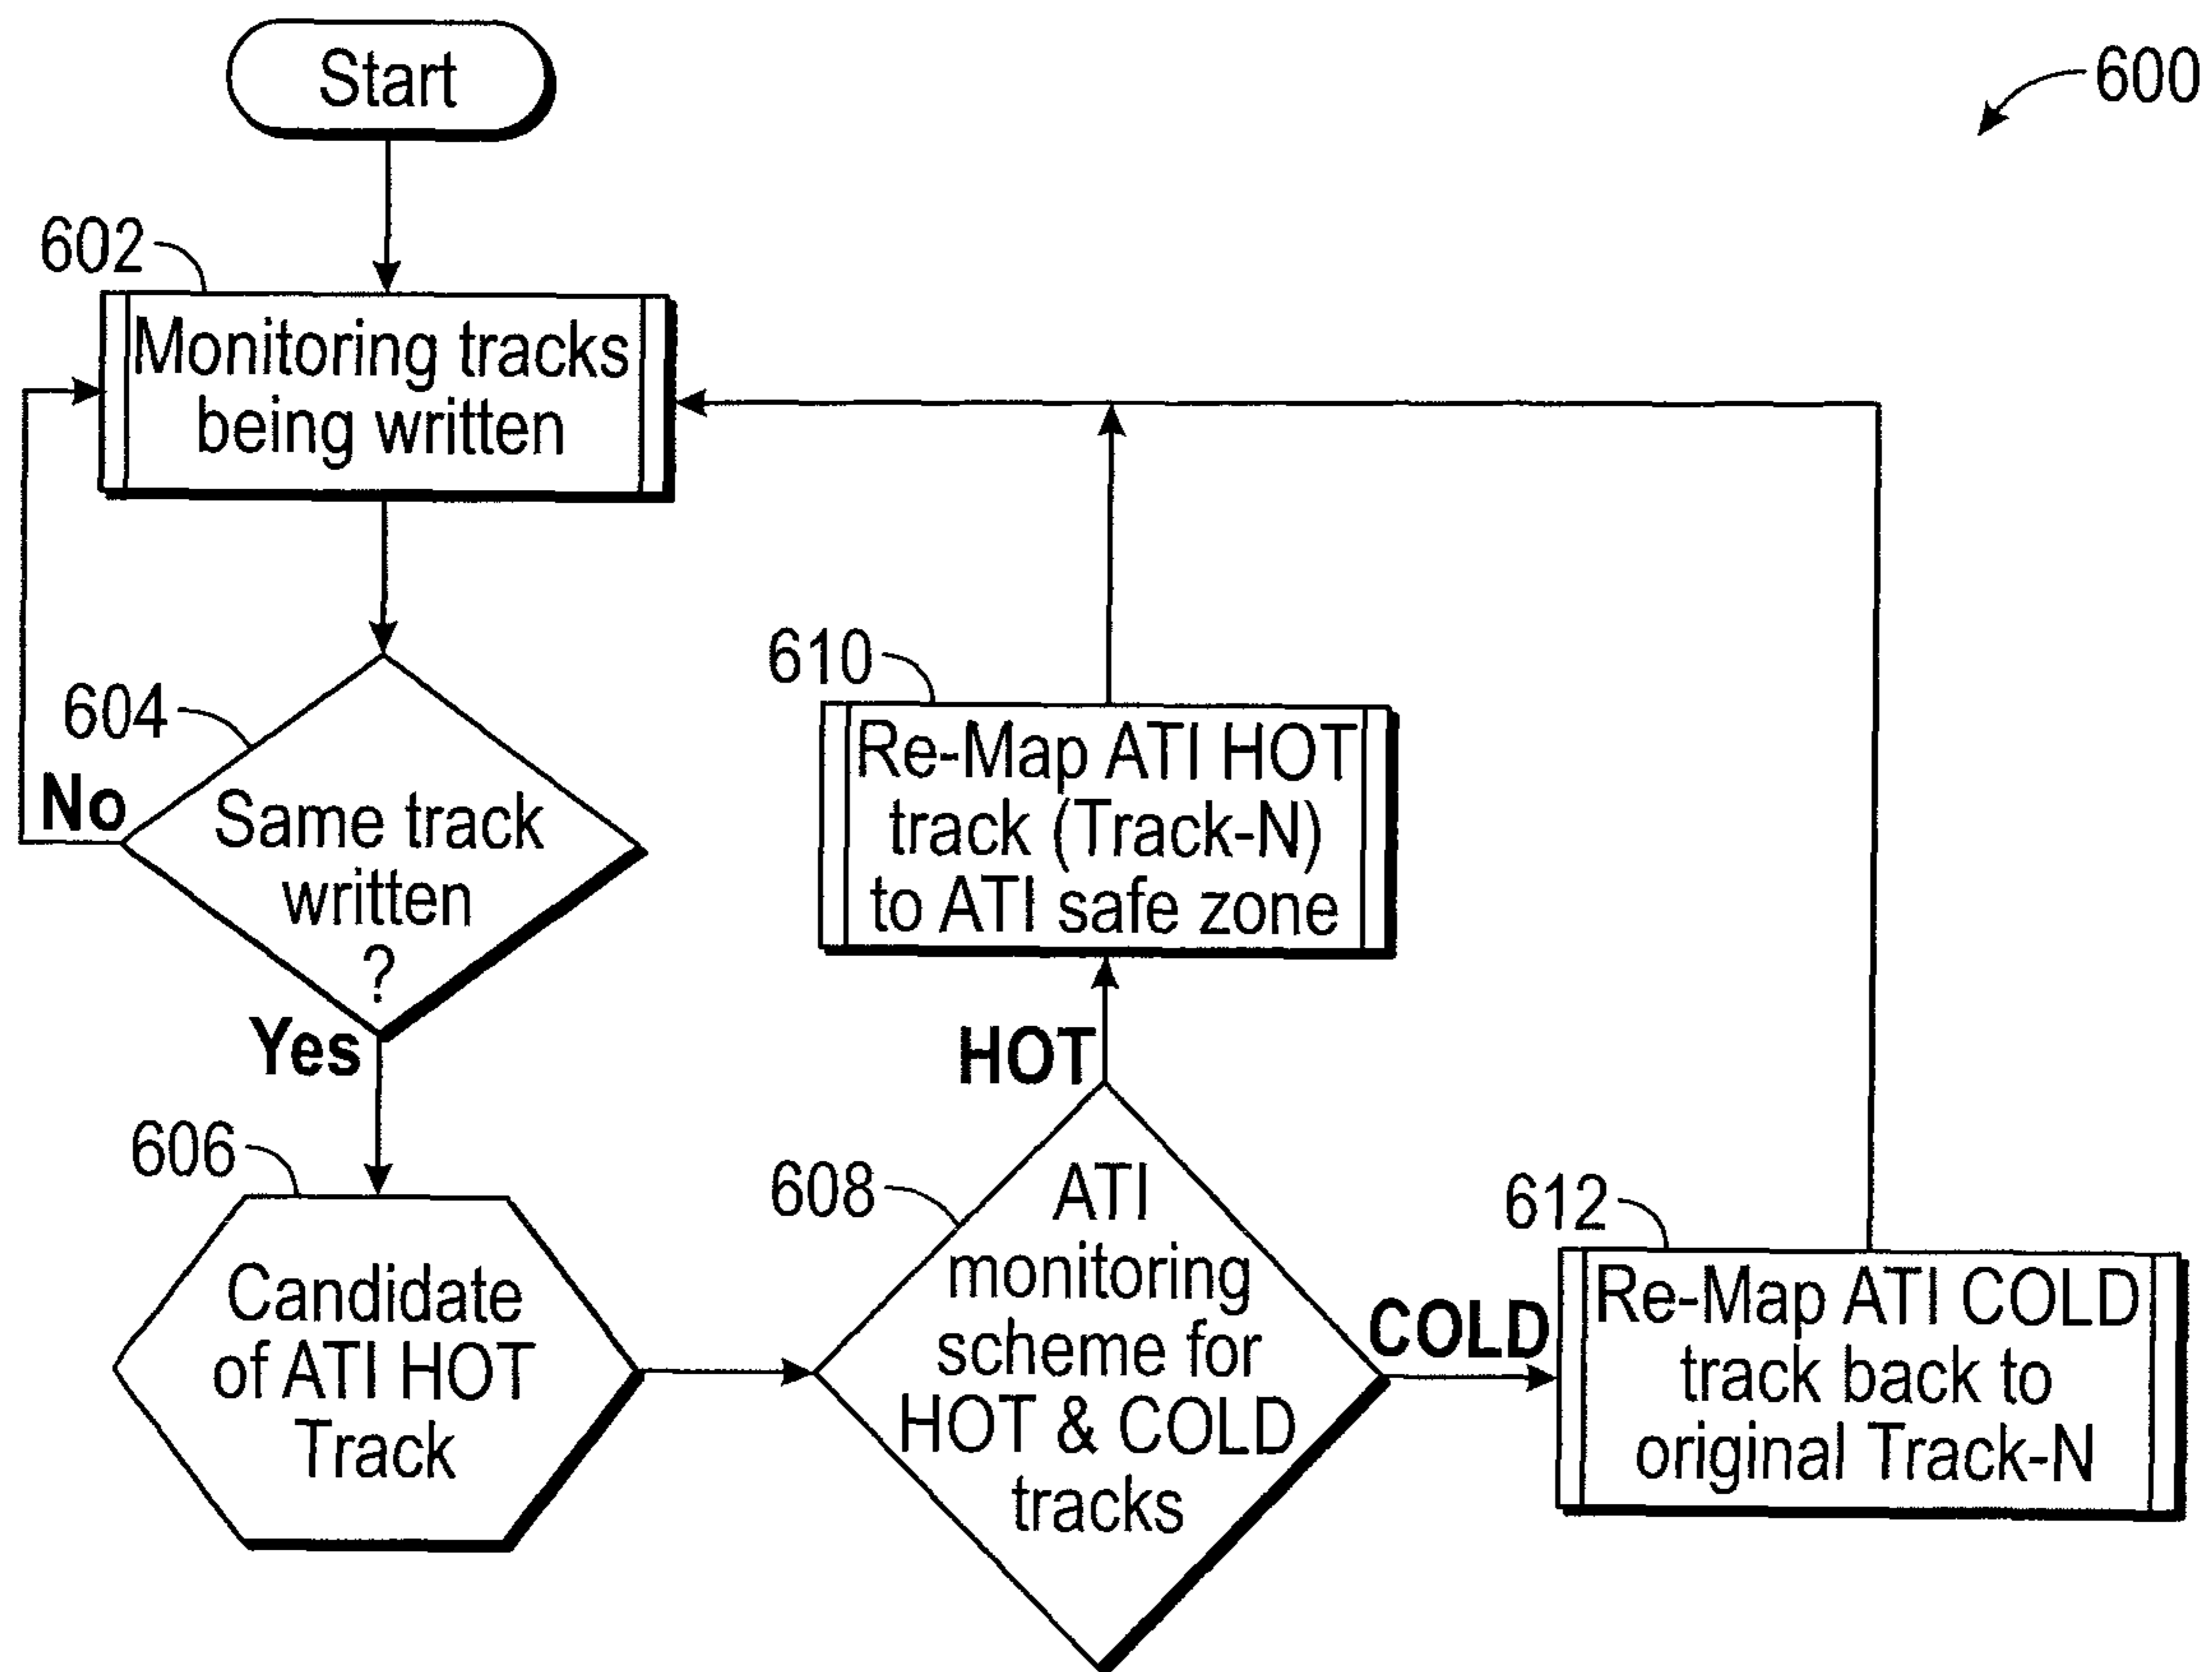 Start
600
602
Monitoring tracks
being written
604
No
Same track
written
?
Yes
606
Candidate
of ATI HOT
Track
608
ATI
monitoring
scheme for
HOT & COLD
tracks
HOT
610
Re-Map ATI HOT
track (Track-N)
to ATI safe zone
COLD
612
Re-Map ATI COLD
track back to
original Track-N